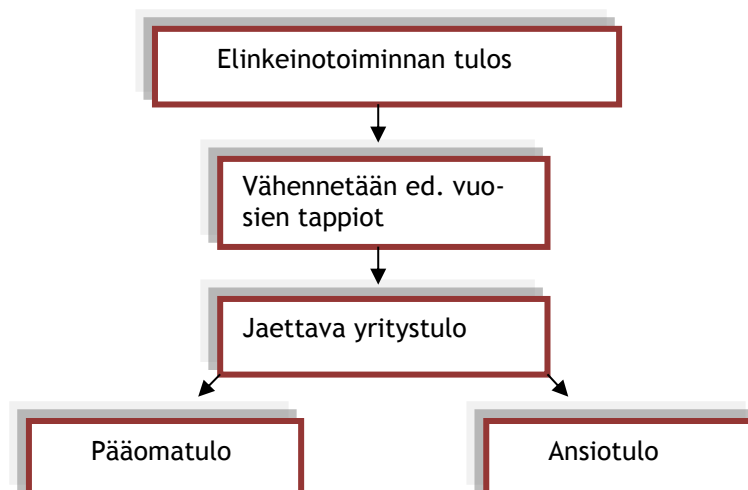 Elinkeinotoiminnan tulos
Vähennetään ed. vuo-
sien tappiot
Jaettava yritystulo
Pääomatulo
Ansiotulo